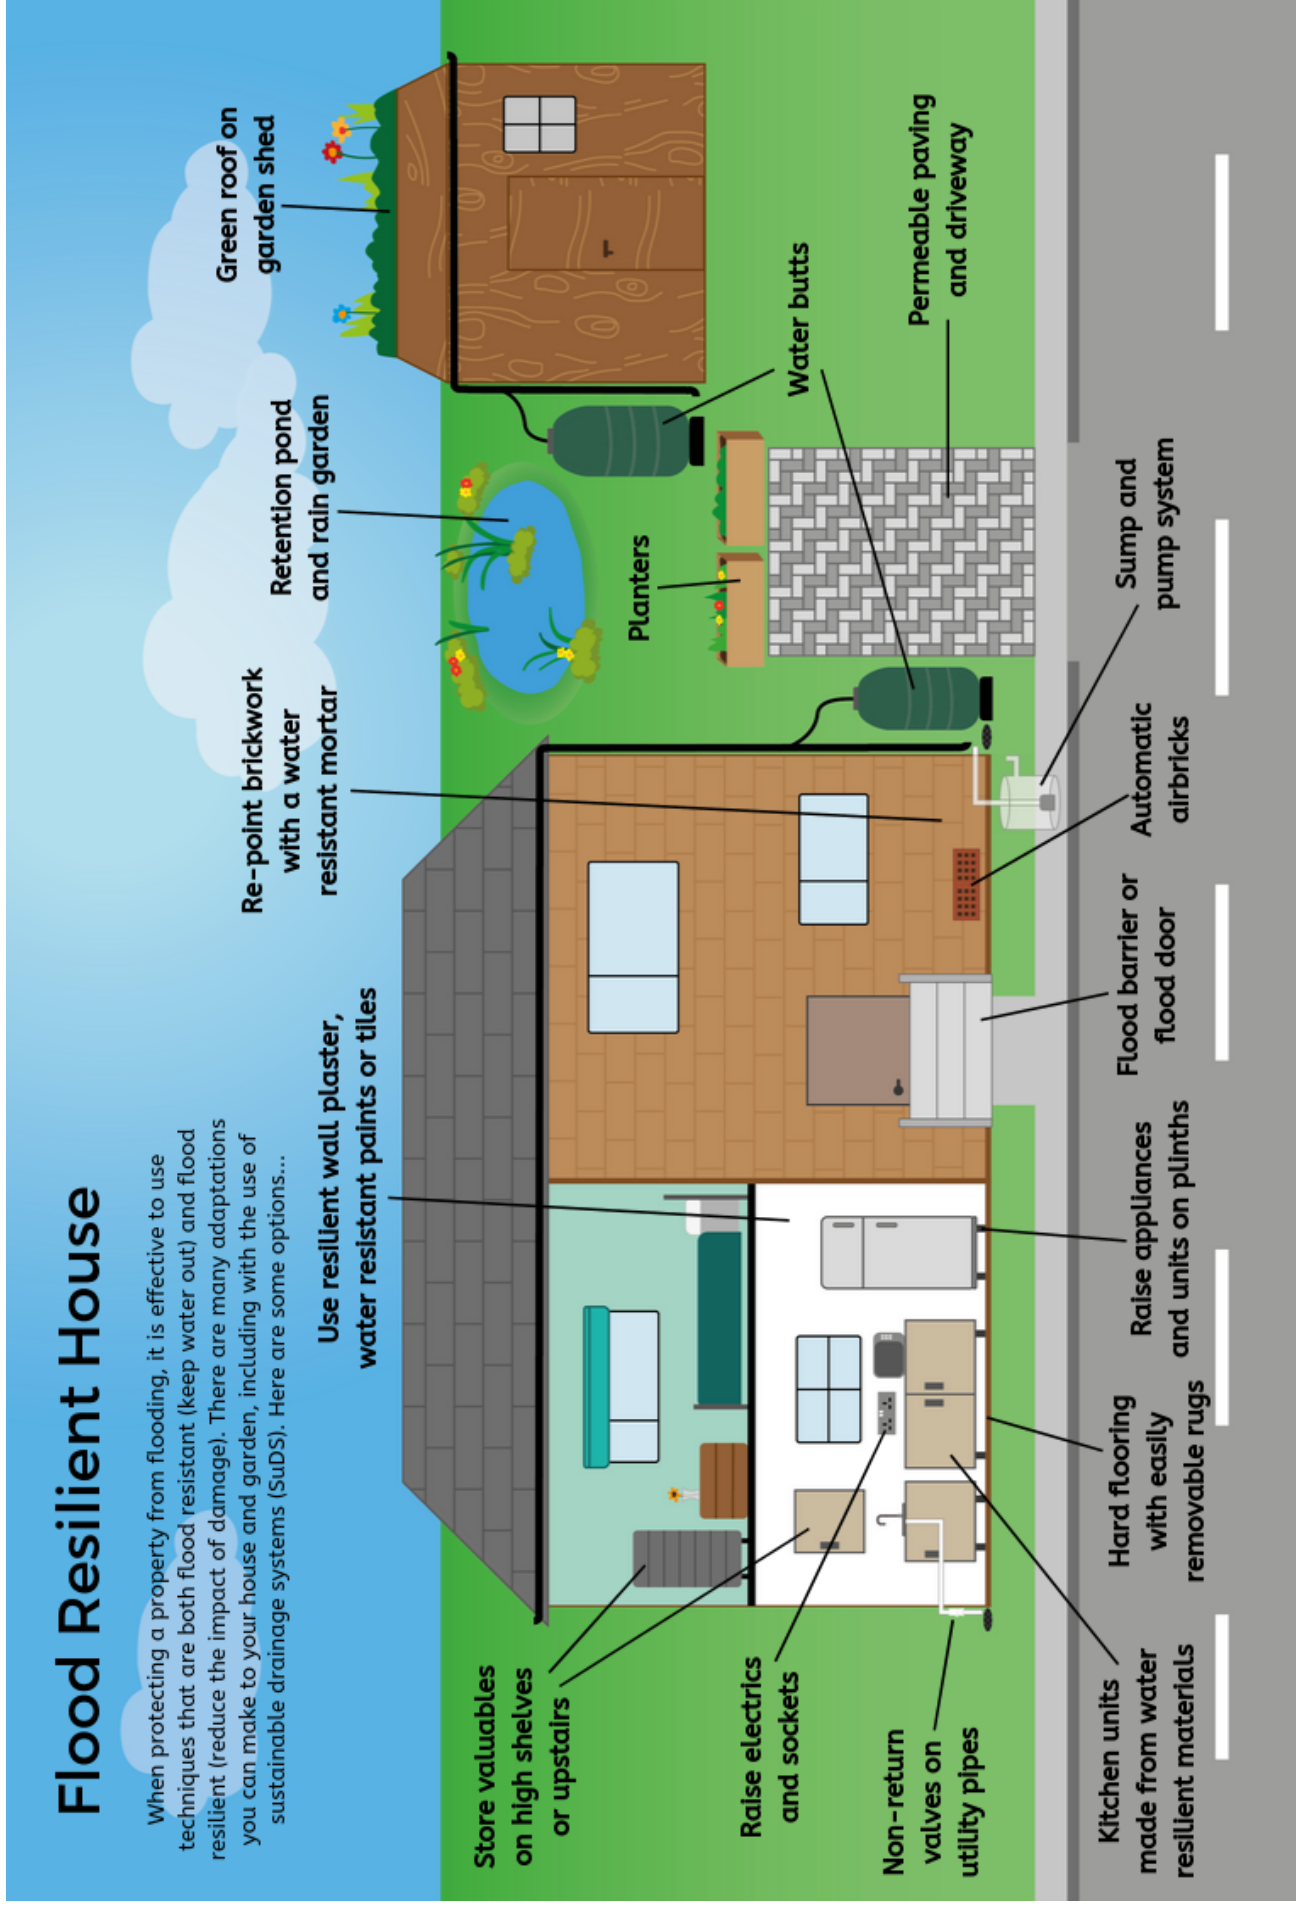 Flood Resilient House
When protecting a property from flooding, it is effective to use
techniques that are both flood resistant (keep water out) and flood
resilient (reduce the impact of damage). There are many adaptations
you can make to your house and garden, including with the use of
sustainable drainage systems (SuDS). Here are some options...
Use resilient wall plaster,
water resistant paints or tiles
Re-point brickwork
with a water
resistant mortar
Retention pond
and rain garden
Green roof on
garden shed
Store valuables
on high shelves
or upstairs
Raise electrics
and sockets
Non-return
valves on
utility pipes
Planters
Water butts
Permeable paving
and driveway
Kitchen units
made from water
resilient materials
Hard flooring
with easily
removable rugs
Raise appliances
and units on plinths
Flood barrier or
flood door
Automatic
airbricks
Sump and
pump system